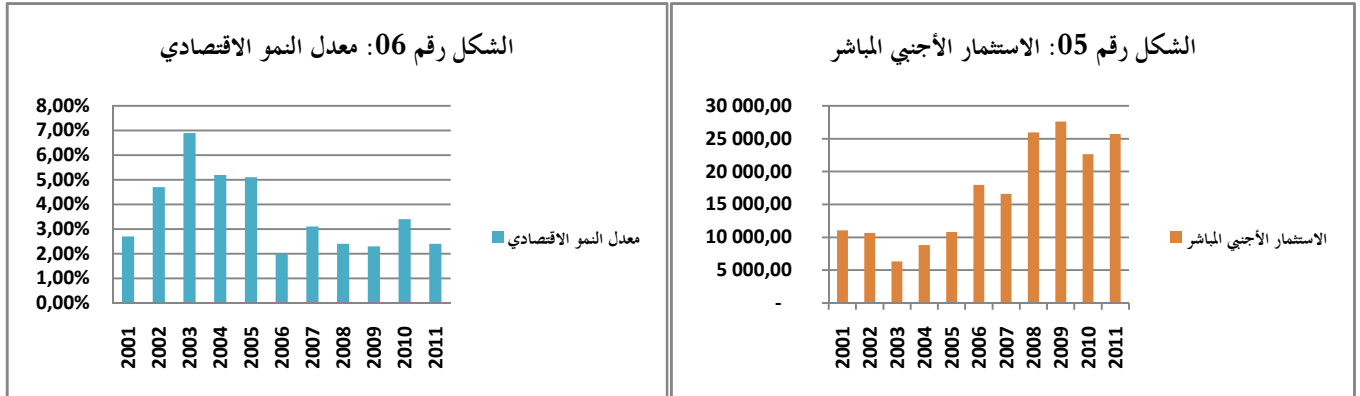 الشكل رقم 05: الاستثمار الأجنبي المباشر
30 000,00
25 000,00
20 000,00
15 000,00
10 000,00
5 000,00
-
2001 2002 2003 2004 2005 2006 2007 2008 2009 2010 2011
الاستثمار الأجنبي المباشر
الشكل رقم 06: معدل النمو الاقتصادي
8,00%
7,00%
6,00%
5,00%
4,00%
3,00%
2,00%
1,00%
0,00%
2001 2002 2003 2004 2005 2006 2007 2008 2009 2010 2011
معدل النمو الاقتصادي